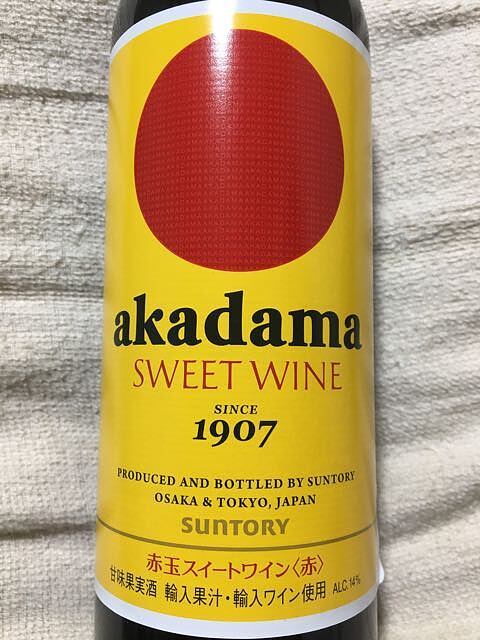 akadama
SWEET WINE
SINCE
1907
PRODUCED AND BOTTLED BY SUNTORY
OSAKA & TOKYO, JAPAN
SUNTORY
赤玉スイートワイン〈赤〉
甘味果実酒 輸入果汁・輸入ワイン使用 ALC.14%